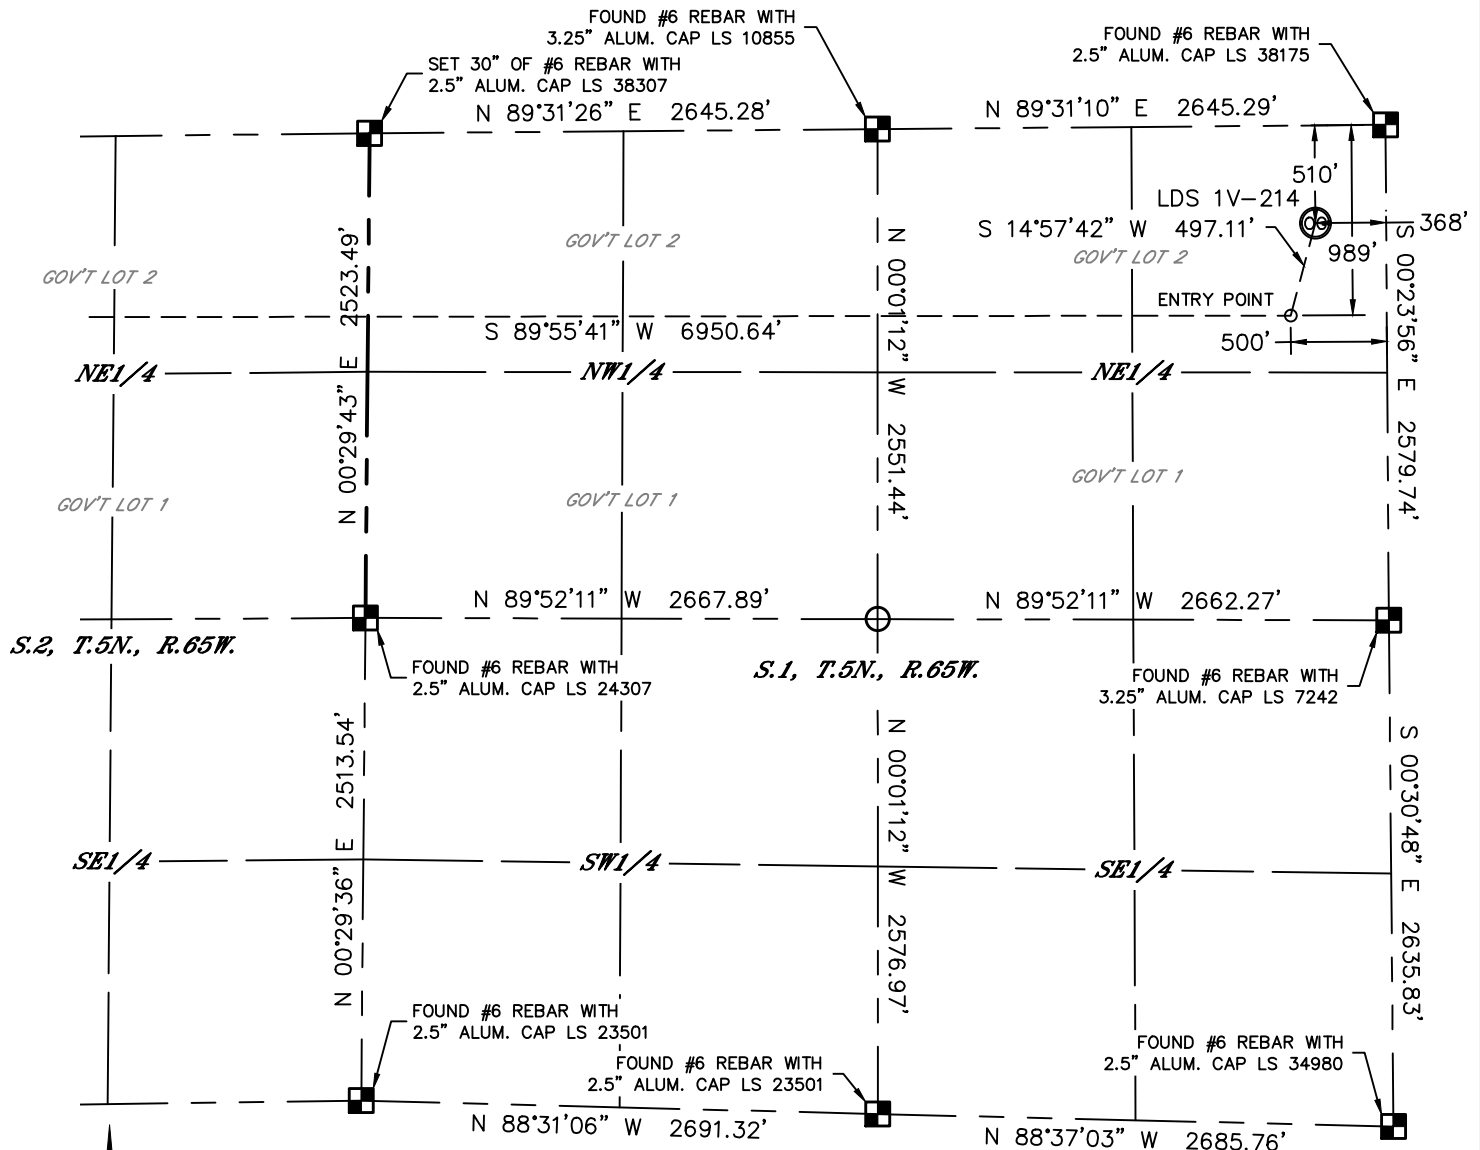 FOUND #6 REBAR WITH
3.25" ALUM. CAP LS 10855
FOUND #6 REBAR WITH
2.5" ALUM. CAP LS 38175
SET 30" OF #6 REBAR WITH
2.5" ALUM. CAP LS 38307
N 89°31'26" E 2645.28'
N 89°31'10" E 2645.29'
510'
LDS 1V-214
S 14°57'42" W 497.11'
368'
989'
GOV'T LOT 2
GOV'T LOT 2
GOV'T LOT 2
ENTRY POINT
500'
S 89°55'41" W 6950.64'
N 00°29'43" E 2523.49'
N 00°01'12" W 2551.44'
S 00°23'56" E 2579.74'
NE1/4
NW1/4
NE1/4
GOV'T LOT 1
GOV'T LOT 1
GOV'T LOT 1
N 89°52'11" W 2667.89'
N 89°52'11" W 2662.27'
S.2, T.5N., R.65W.
S.1, T.5N., R.65W.
FOUND #6 REBAR WITH
2.5" ALUM. CAP LS 24307
FOUND #6 REBAR WITH
3.25" ALUM. CAP LS 7242
N 00°29'36" E 2513.54'
N 00°01'12" W 2576.97'
S 00°30'48" E 2635.83'
SE1/4
SW1/4
SE1/4
FOUND #6 REBAR WITH
2.5" ALUM. CAP LS 23501
FOUND #6 REBAR WITH
2.5" ALUM. CAP LS 23501
FOUND #6 REBAR WITH
2.5" ALUM. CAP LS 34980
N 88°31'06" W 2691.32'
N 88°37'03" W 2685.76'